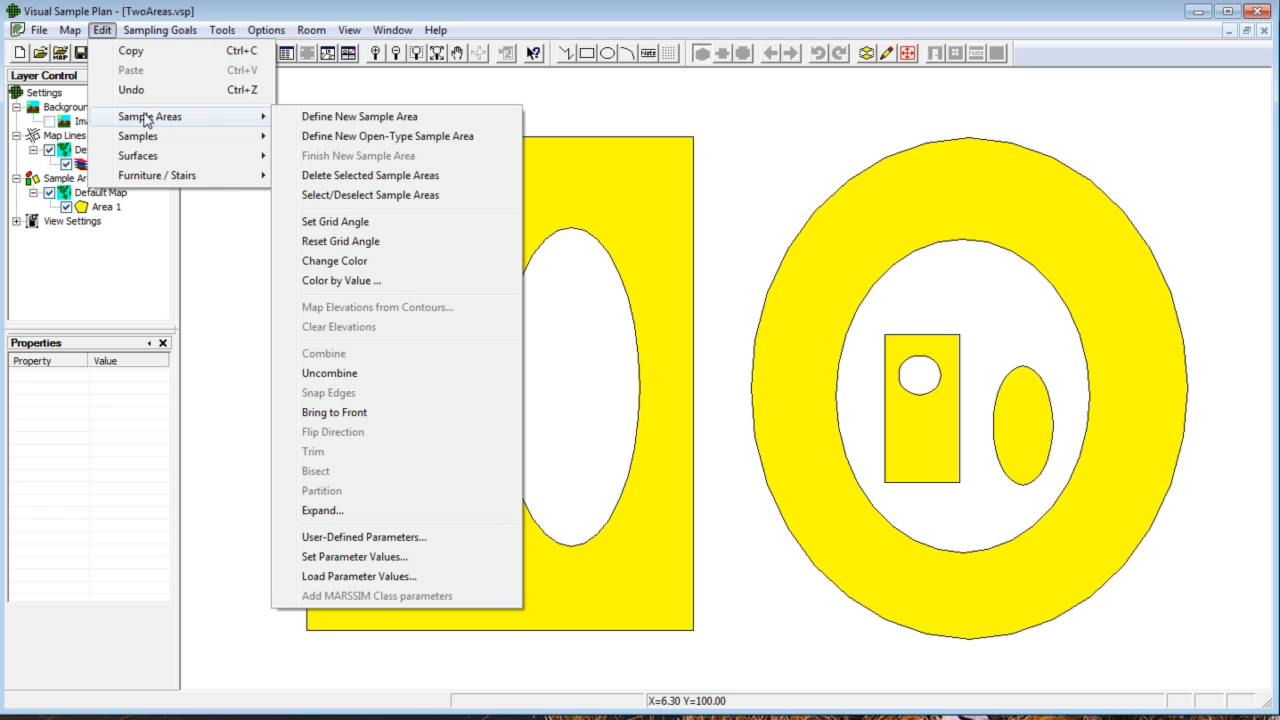 Visual Sample Plan - [TwoAreas.vsp]
File Map Edit Sampling Goals Tools Options Room View Window Help
Layer Control
Settings
Map Lines
Default Map
Area 1
View Settings
Copy Ctrl+C
Paste Ctrl+V
Undo Ctrl+Z
Sample Areas
Samples
Surfaces
Furniture / Stairs
Define New Sample Area
Define New Open-Type Sample Area
Finish New Sample Area
Delete Selected Sample Areas
Select/Deselect Sample Areas
Set Grid Angle
Reset Grid Angle
Change Color
Color by Value ...
Map Elevations from Contours...
Clear Elevations
Combine
Uncombine
Snap Edges
Bring to Front
Flip Direction
Trim
Bisect
Partition
Expand...
User-Defined Parameters...
Set Parameter Values...
Load Parameter Values...
Add MARSSIM Class parameters
Properties
Property Value
X=6.30 Y=100.00